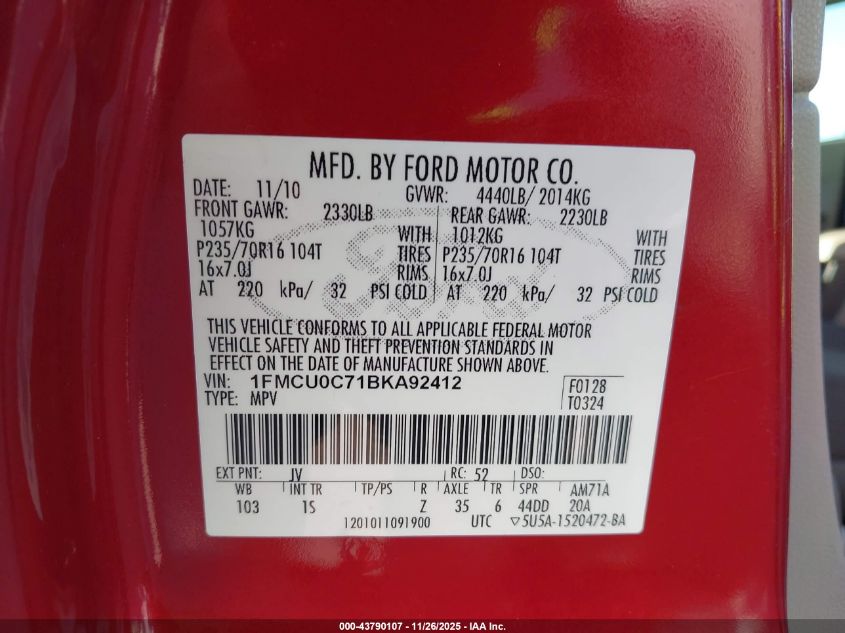 MFD. BY FORD MOTOR CO.
DATE: 11/10 GVWR: 4440LB/ 2014KG
FRONT GAWR: 2330LB REAR GAWR: 2230LB
1057KG WITH 1012KG WITH
P235/70R16 104T TIRES P235/70R16 104T TIRES
16x7.0J RIMS 16x7.0J RIMS
AT 220 kPa/ 32 PSI COLD AT 220 kPa/ 32 PSI COLD
THIS VEHICLE CONFORMS TO ALL APPLICABLE FEDERAL MOTOR
VEHICLE SAFETY AND THEFT PREVENTION STANDARDS IN
EFFECT ON THE DATE OF MANUFACTURE SHOWN ABOVE.
VIN: 1FMCU0C71BKA92412 F0128
TYPE: MPV T0324
EXT PNT: JV RC: 52 DSO:
WB INT TR TP/PS R AXLE TR SPR AM71A
103 1S Z 35 6 44DD 20A
1201011091900 UTC ▽5U5A-1520472-BA
000-43790107 - 11/26/2025 - IAA Inc.